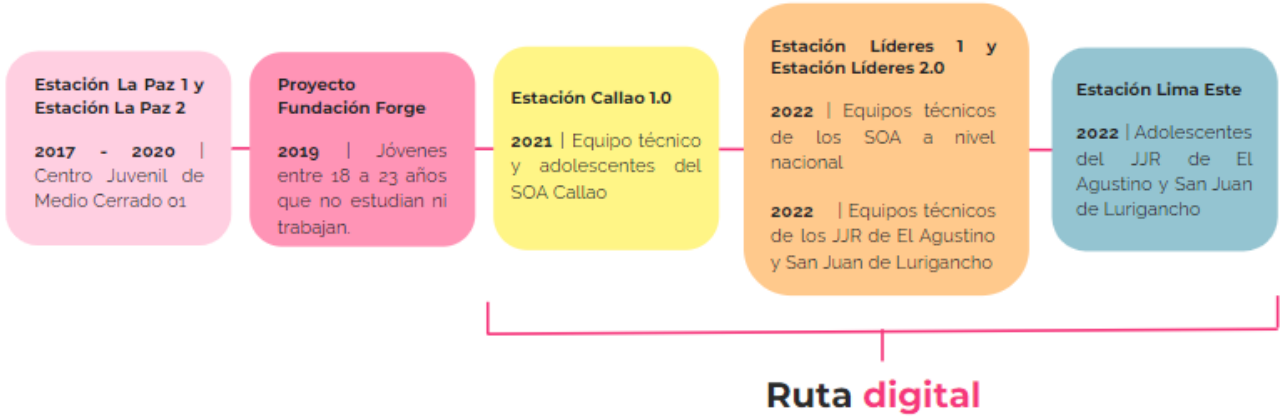 Estación La Paz 1 y
Estación La Paz 2
2017 - 2020 |
Centro Juvenil de
Medio Cerrado 01
Proyecto
Fundación Forge
2019 | Jóvenes
entre 18 a 23 años
que no estudian ni
trabajan.
Estación Callao 1.0
2021 | Equipo técnico
y adolescentes del
SOA Callao
Estación Líderes 1 y
Estación Líderes 2.0
2022 | Equipos técnicos
de los SOA a nivel
nacional
2022 | Equipos técnicos
de los JJR de El Agustino
y San Juan de Lurigancho
Estación Lima Este
2022 | Adolescentes
del JJR de El
Agustino y San Juan
de Lurigancho
Ruta digital